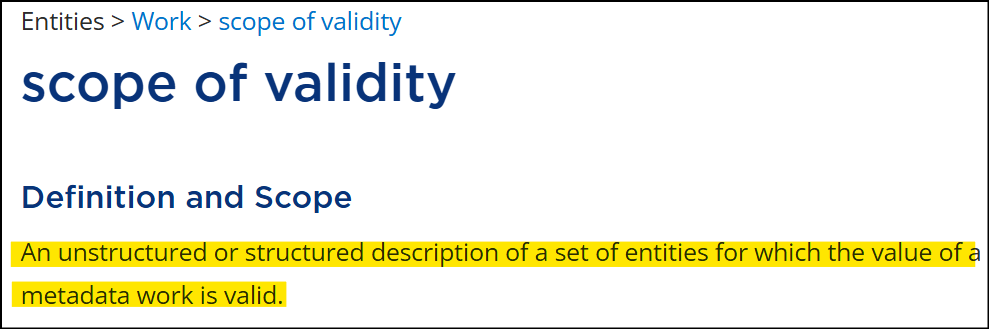 Entities > Work > scope of validity
scope of validity
Definition and Scope
An unstructured or structured description of a set of entities for which the value of a
metadata work is valid.